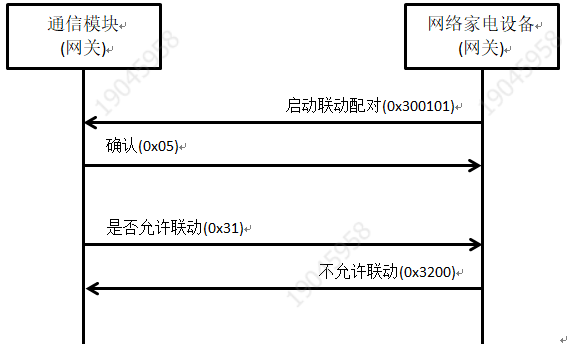 通信模块
(网关)
网络家电设备
(网关)
启动联动配对(0x300101)
确认(0x05)
是否允许联动(0x31)
不允许联动(0x3200)
19045958
19045958
19045958